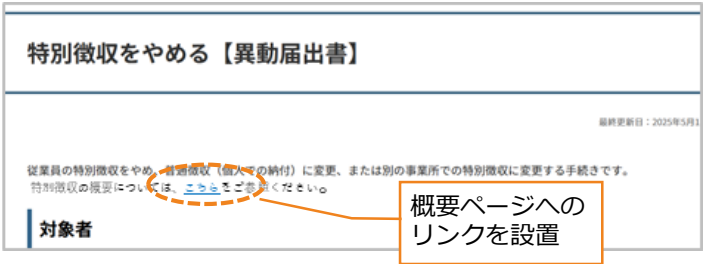 特別徴収をやめる【異動届出書】
最終更新日：2025年5月1
従業員の特別徴収をやめ、普通徴収（個人での納付）に変更、または別の事業所での特別徴収に変更する手続きです。
特別徴収の概要については、こちらをご参照ください。
概要ページへの
リンクを設置
対象者